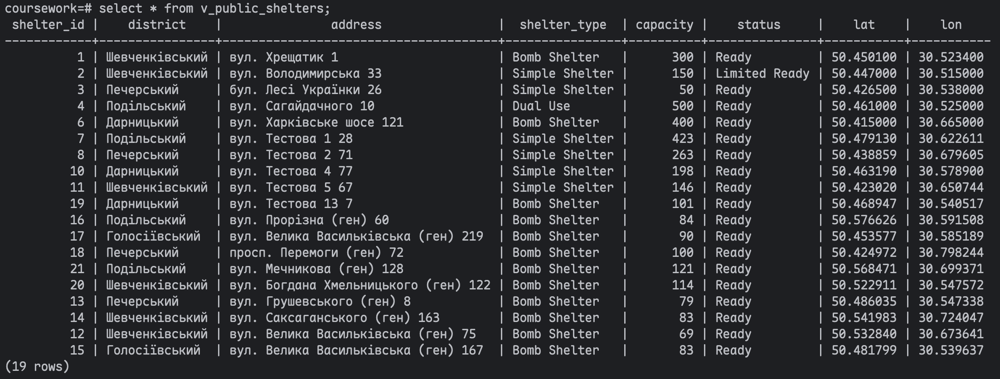 coursework=# select * from v_public_shelters;
 shelter_id |    district    |               address                |  shelter_type  | capacity |    status     |    lat    |    lon
------------+----------------+--------------------------------------+----------------+----------+---------------+-----------+-----------
          1 | Шевченківський | вул. Хрещатик 1                      | Bomb Shelter   |      300 | Ready         | 50.450100 | 30.523400
          2 | Шевченківський | вул. Володимирська 33                | Simple Shelter |      150 | Limited Ready | 50.447000 | 30.515000
          3 | Печерський     | бул. Лесі Українки 26                | Simple Shelter |       50 | Ready         | 50.426500 | 30.538000
          4 | Подільський    | вул. Сагайдачного 10                 | Dual Use       |      500 | Ready         | 50.461000 | 30.525000
          6 | Дарницький     | вул. Харківське шосе 121             | Bomb Shelter   |      400 | Ready         | 50.415000 | 30.665000
          7 | Подільський    | вул. Тестова 1 28                    | Simple Shelter |      423 | Ready         | 50.479130 | 30.622611
          8 | Печерський     | вул. Тестова 2 71                    | Simple Shelter |      263 | Ready         | 50.438859 | 30.679605
         10 | Дарницький     | вул. Тестова 4 77                    | Simple Shelter |      198 | Ready         | 50.463190 | 30.578900
         11 | Шевченківський | вул. Тестова 5 67                    | Simple Shelter |      146 | Ready         | 50.423020 | 30.650744
         19 | Дарницький     | вул. Тестова 13 7                    | Bomb Shelter   |      101 | Ready         | 50.468947 | 30.540517
         16 | Подільський    | вул. Прорізна (ген) 60               | Bomb Shelter   |       84 | Ready         | 50.576626 | 30.591508
         17 | Голосіївський  | вул. Велика Васильківська (ген) 219  | Bomb Shelter   |       90 | Ready         | 50.453577 | 30.585189
         18 | Печерський     | просп. Перемоги (ген) 72             | Bomb Shelter   |      100 | Ready         | 50.424972 | 30.798244
         21 | Подільський    | вул. Мечникова (ген) 128             | Bomb Shelter   |      121 | Ready         | 50.568471 | 30.699371
         20 | Шевченківський | вул. Богдана Хмельницького (ген) 122 | Bomb Shelter   |      114 | Ready         | 50.522911 | 30.547572
         13 | Печерський     | вул. Грушевського (ген) 8            | Bomb Shelter   |       79 | Ready         | 50.486035 | 30.547338
         14 | Шевченківський | вул. Саксаганського (ген) 163        | Bomb Shelter   |       83 | Ready         | 50.541983 | 30.724047
         12 | Шевченківський | вул. Велика Васильківська (ген) 75   | Bomb Shelter   |       69 | Ready         | 50.532840 | 30.673641
         15 | Голосіївський  | вул. Велика Васильківська (ген) 167  | Bomb Shelter   |       83 | Ready         | 50.481799 | 30.539637
(19 rows)